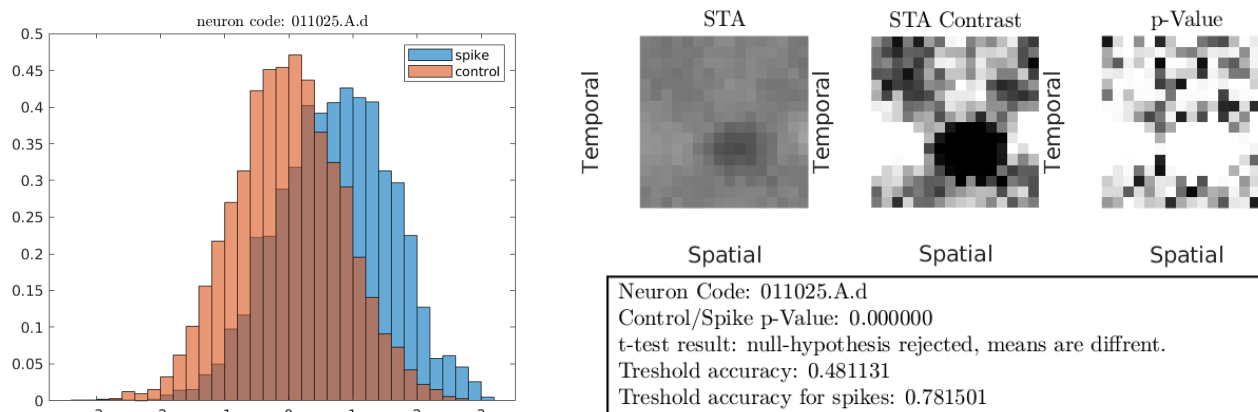 neuron code: 011025.A.d
0.5
0.45
0.4
0.35
0.3
0.25
0.2
0.15
0.1
0.05
0
spike
control
STA
STA Contrast
p-Value
Temporal
Temporal
Temporal
Spatial
Spatial
Spatial
Neuron Code: 011025.A.d
Control/Spike p-Value: 0.000000
t-test result: null-hypothesis rejected, means are diffrent.
Treshold accuracy: 0.481131
Treshold accuracy for spikes: 0.781501